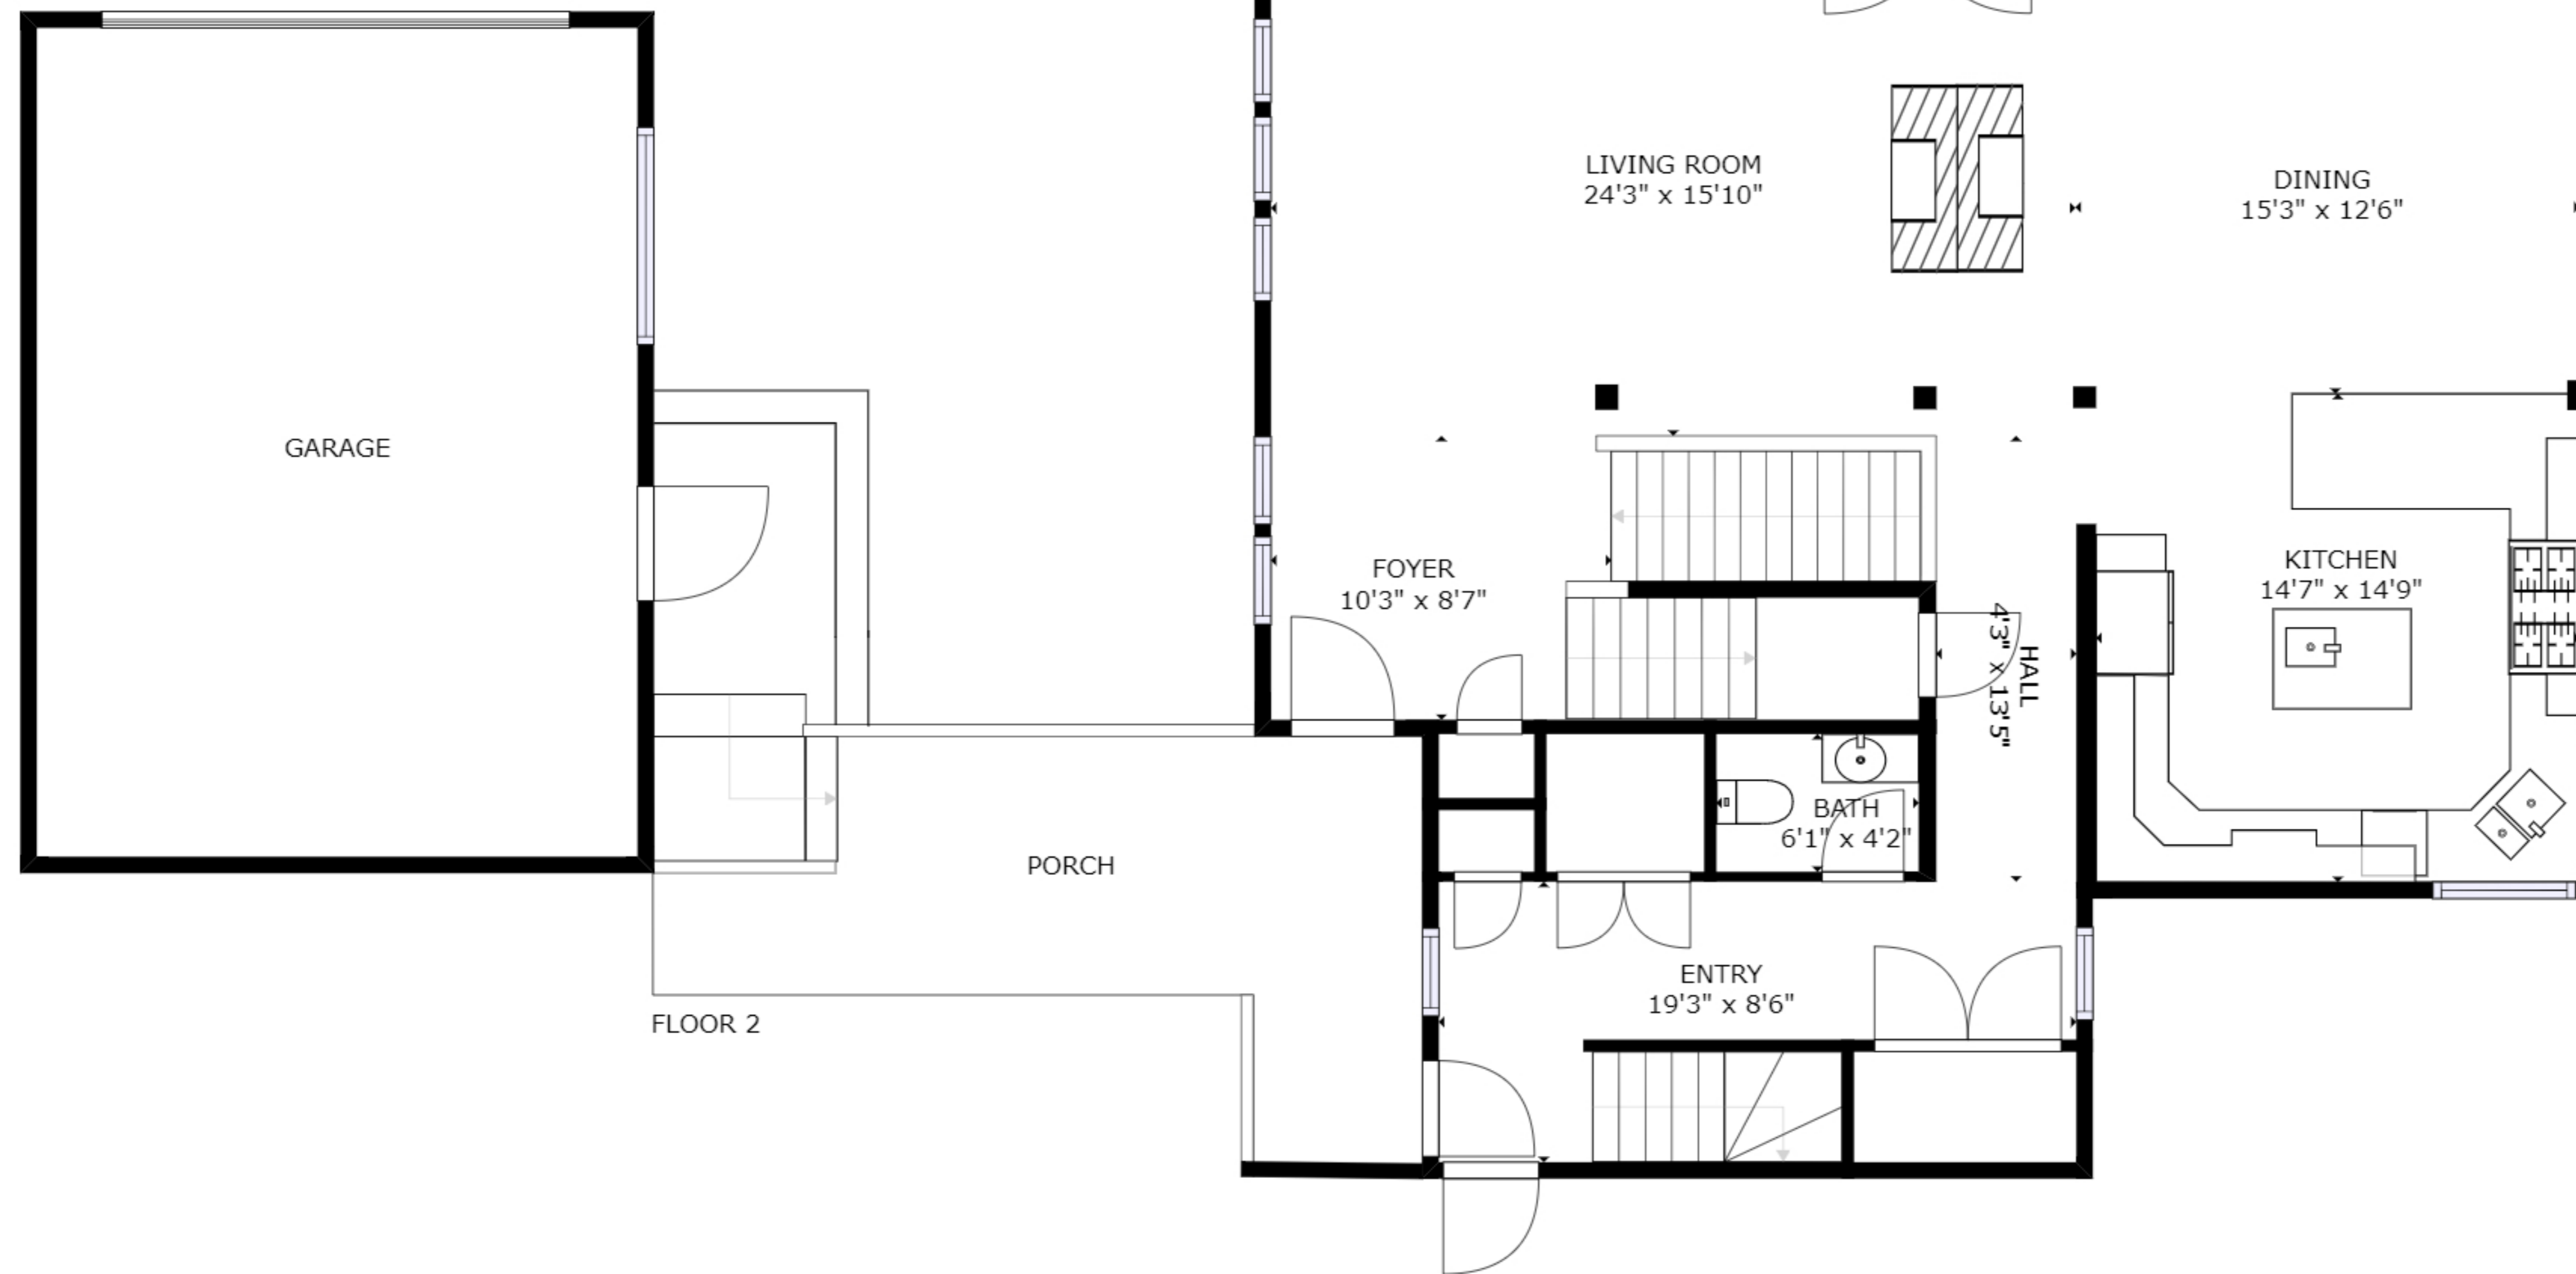 LIVING ROOM
24'3" x 15'10"
DINING
15'3" x 12'6"
GARAGE
FOYER
10'3" x 8'7"
KITCHEN
14'7" x 14'9"
HALL
4'3" x 13'5"
BATH
6'1" x 4'2"
PORCH
ENTRY
19'3" x 8'6"
FLOOR 2